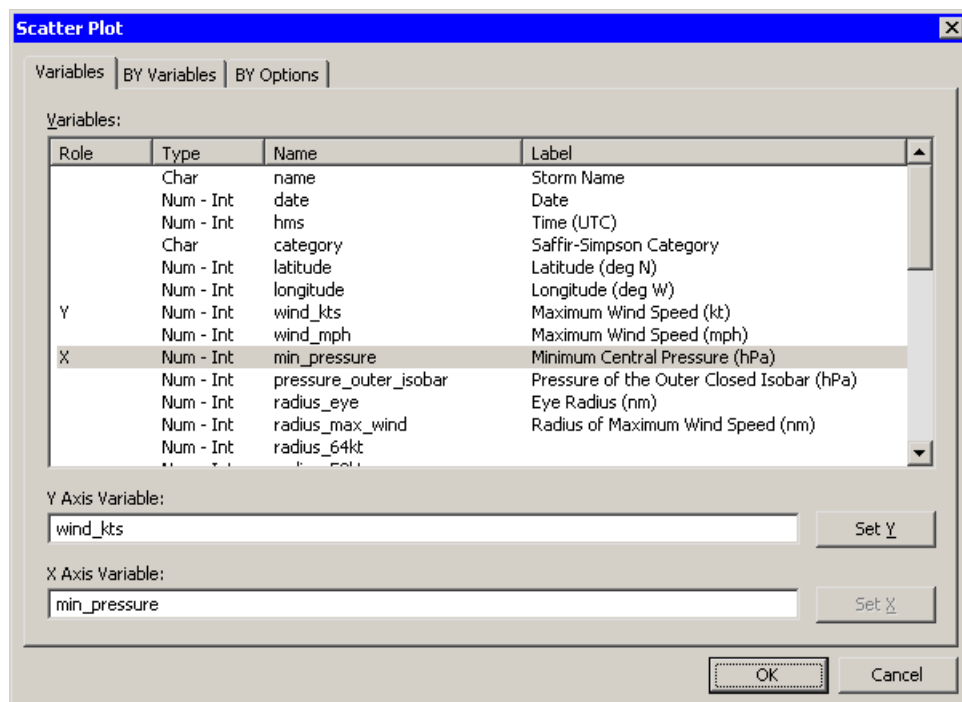 Scatter Plot
Variables BY Variables BY Options
Variables:
Role Type Name Label
Char name Storm Name
Num - Int date Date
Num - Int hms Time (UTC)
Char category Saffir-Simpson Category
Num - Int latitude Latitude (deg N)
Num - Int longitude Longitude (deg W)
Y Num - Int wind_kts Maximum Wind Speed (kt)
Num - Int wind_mph Maximum Wind Speed (mph)
X Num - Int min_pressure Minimum Central Pressure (hPa)
Num - Int pressure_outer_isobar Pressure of the Outer Closed Isobar (hPa)
Num - Int radius_eye Eye Radius (nm)
Num - Int radius_max_wind Radius of Maximum Wind Speed (nm)
Num - Int radius_64kt
Y Axis Variable:
wind_kts Set Y
X Axis Variable:
min_pressure Set X
OK Cancel